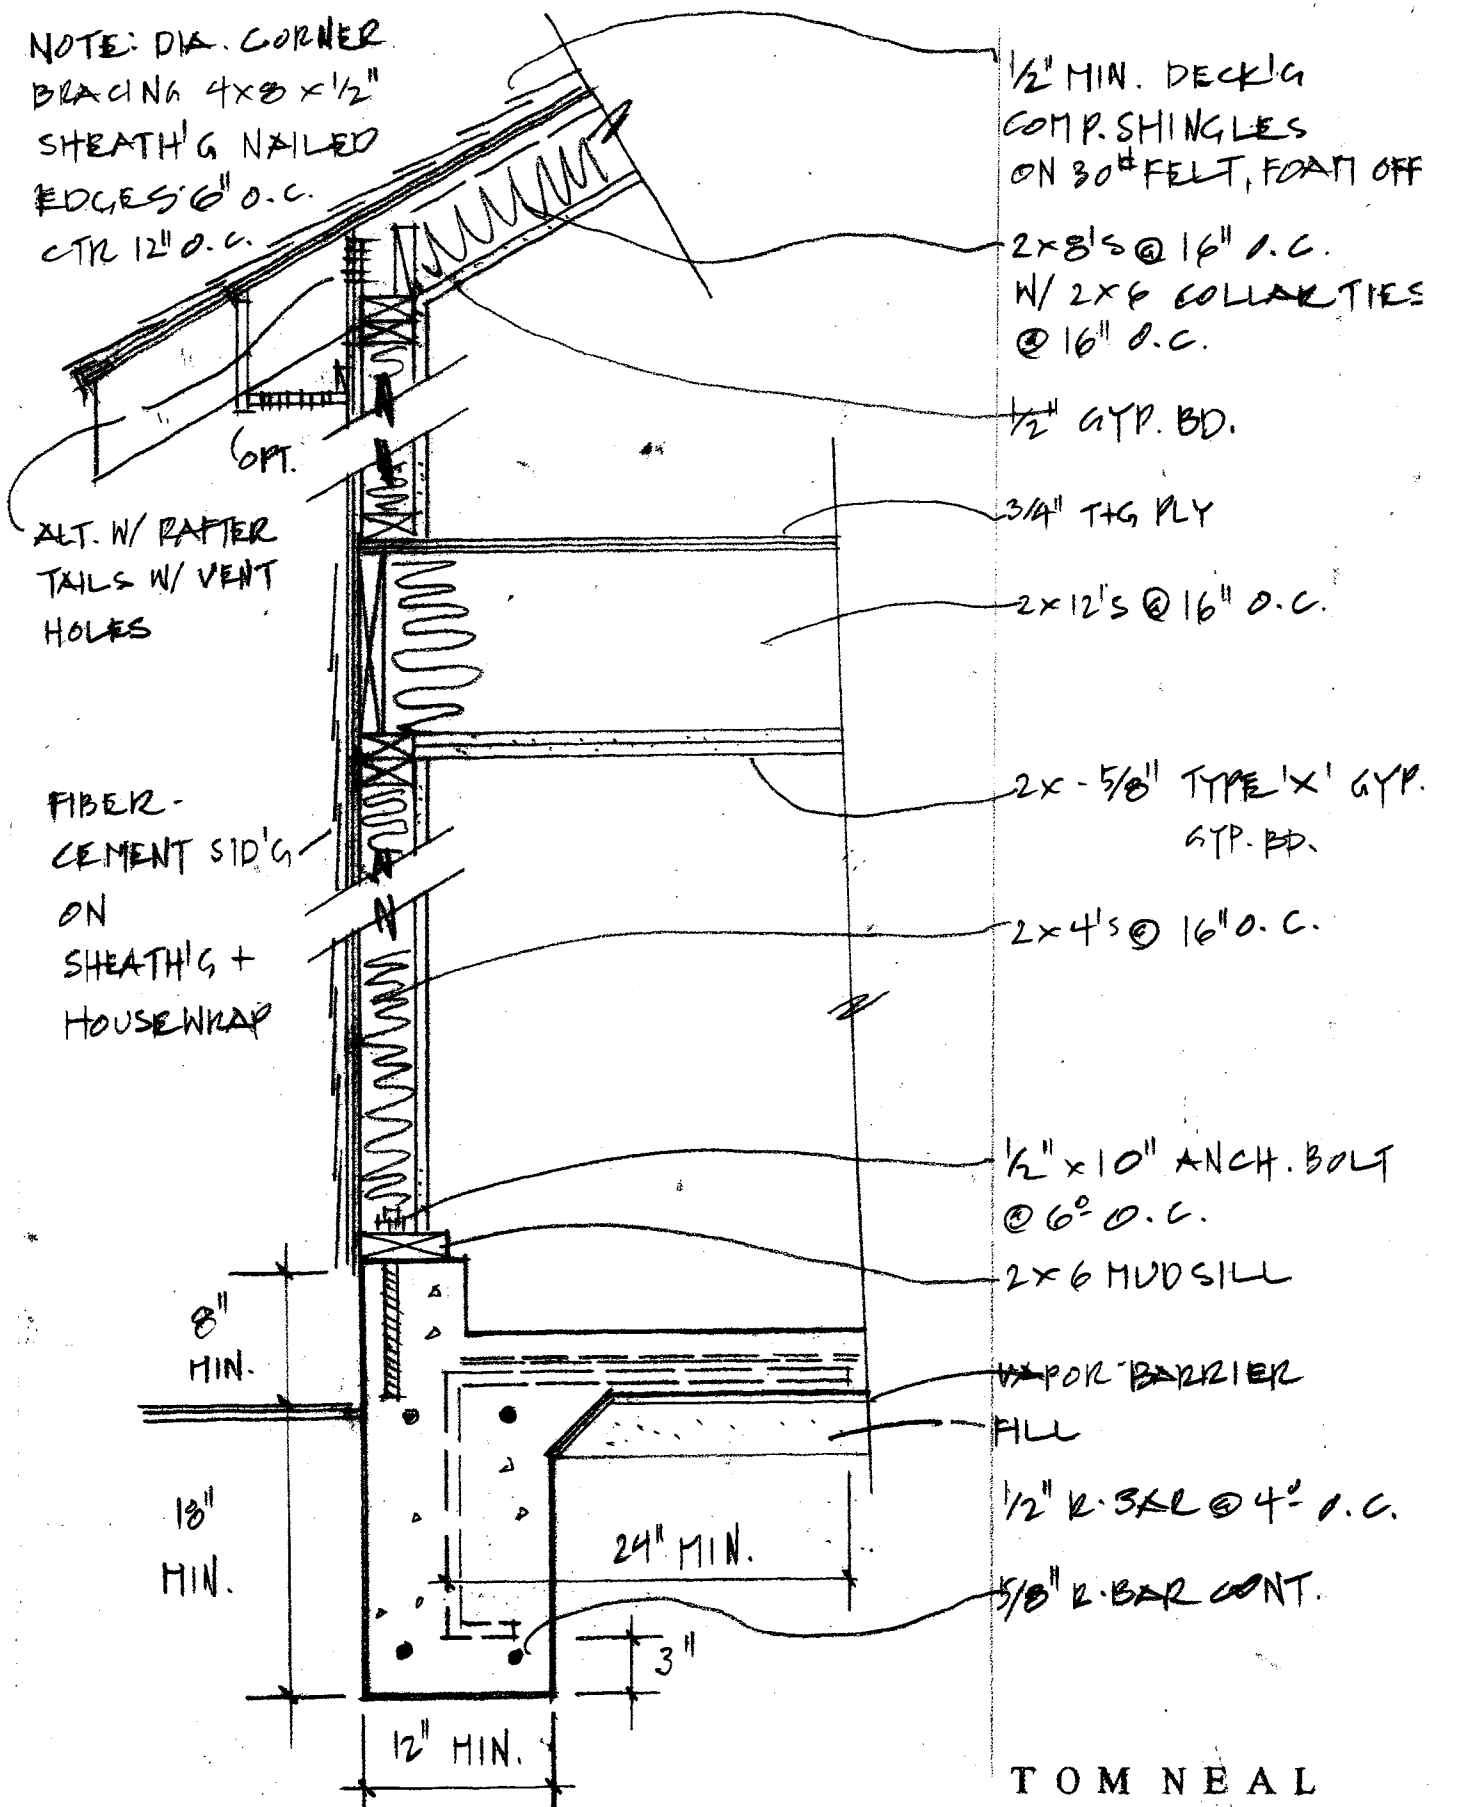 NOTE: DIA. CORNER
BRACING 4x8 x 1/2"
SHEATH'G NAILED
EDGES 6" O.C.
CTR 12" O.C.
OPT.
ALT. W/ RAFTER
TAILS W/ VENT
HOLES
FIBER-
CEMENT SID'G
ON
SHEATH'G +
HOUSEWRAP
8"
MIN.
18"
MIN.
12" MIN.
24" MIN.
3"
1/2" MIN. DECK'G
COMP. SHINGLES
ON 30# FELT, FOAM OFF
2x8'S @ 16" O.C.
W/ 2x6 COLLAR TIES
@ 16" O.C.
1/2" GYP. BD.
3/4" T+G PLY
2x12'S @ 16" O.C.
2x - 5/8" TYPE 'X' GYP.
GYP. BD.
2x4'S @ 16" O.C.
1/2" x 10" ANCH. BOLT
@ 6⁰ O.C.
2x6 MUDSILL
VAPOR BARRIER
FILL
1/2" R.BAR @ 4⁰ O.C.
5/8" R.BAR CONT.
TOM NEAL